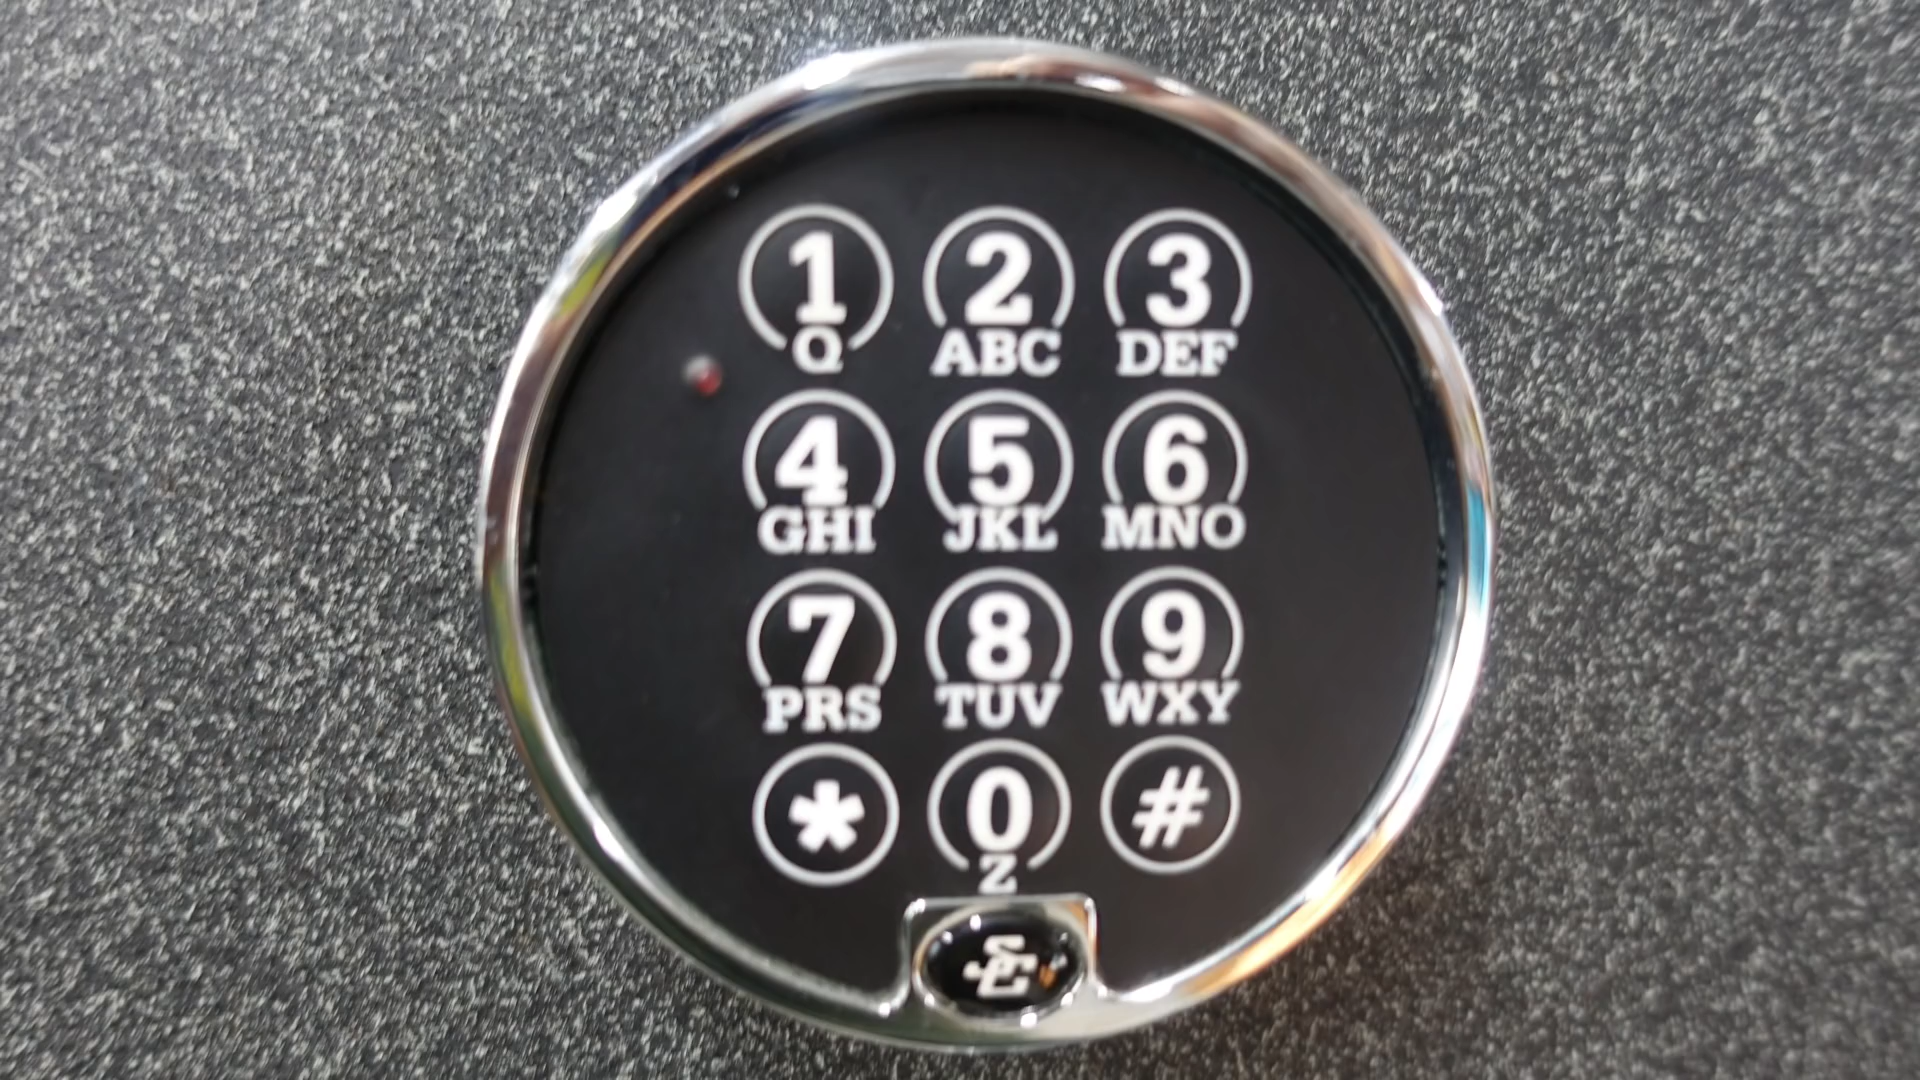 1 2 3
Q ABC DEF
4 5 6
GHI JKL MNO
7 8 9
PRS TUV WXY
* 0 #
Z